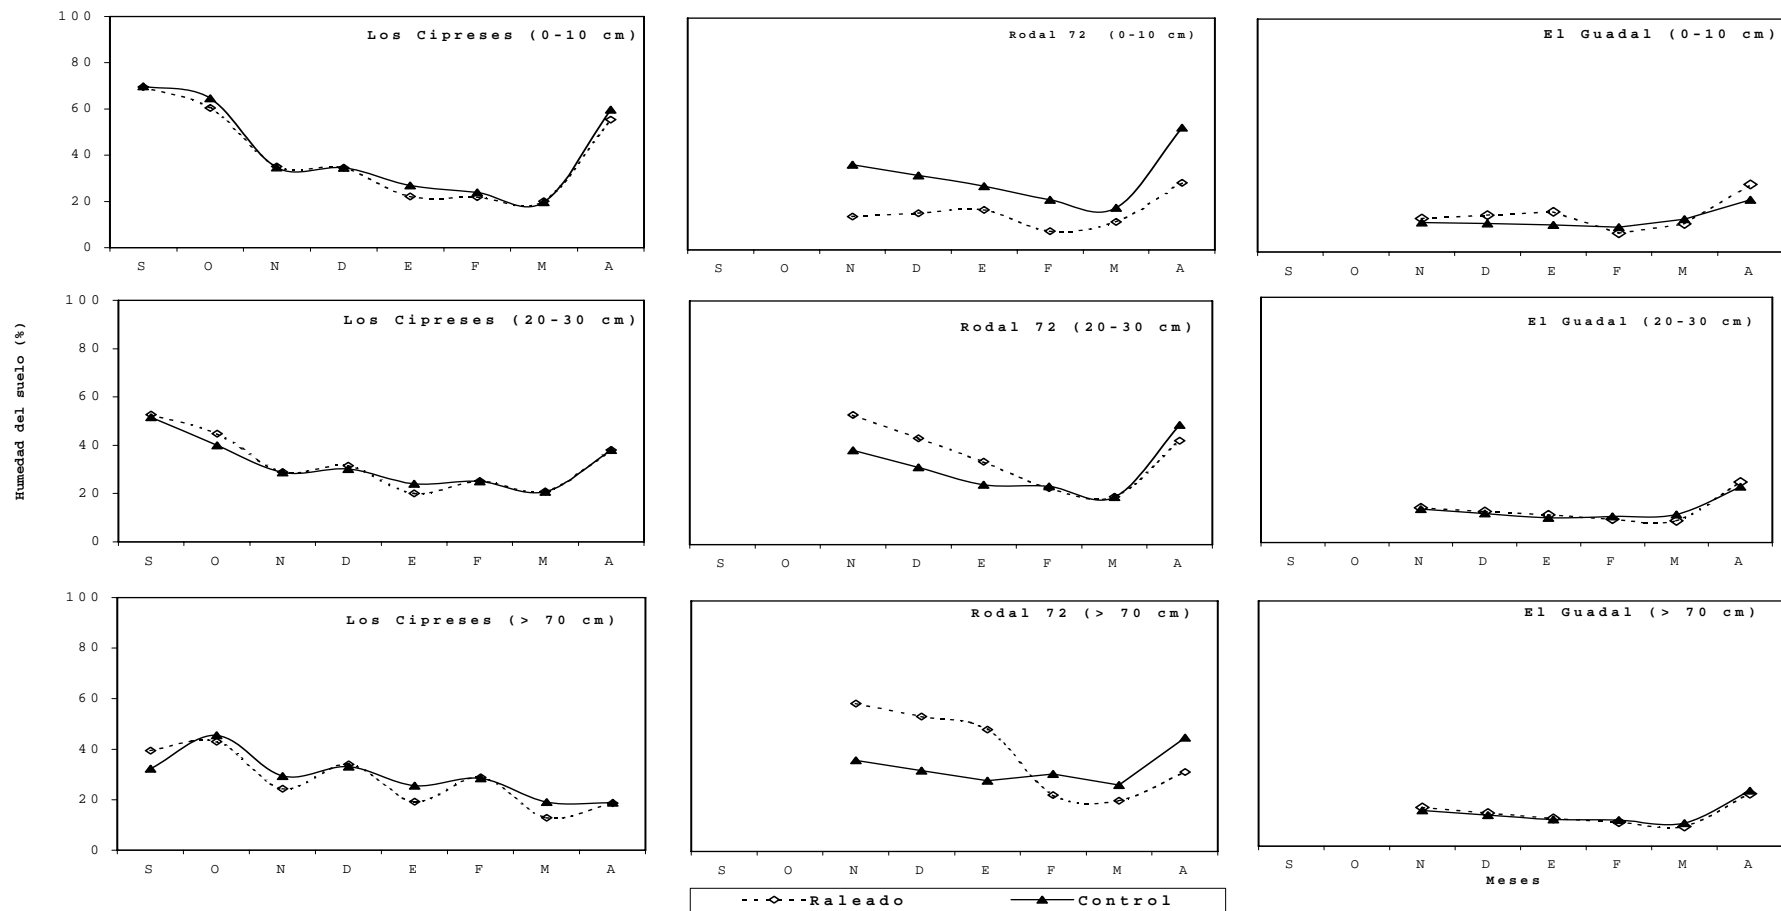 Humedad del suelo (%)
Los Cipreses (0-10 cm)
100
80
60
40
20
0
S O N D E F M A
Rodal 72 (0-10 cm)
S O N D E F M A
El Guadal (0-10 cm)
S O N D E F M A
Los Cipreses (20-30 cm)
100
80
60
40
20
0
S O N D E F M A
Rodal 72 (20-30 cm)
S O N D E F M A
El Guadal (20-30 cm)
S O N D E F M A
Los Cipreses (> 70 cm)
100
80
60
40
20
0
S O N D E F M A
Rodal 72 (> 70 cm)
S O N D E F M A
El Guadal (> 70 cm)
S O N D E F M A
Meses
Raleado Control